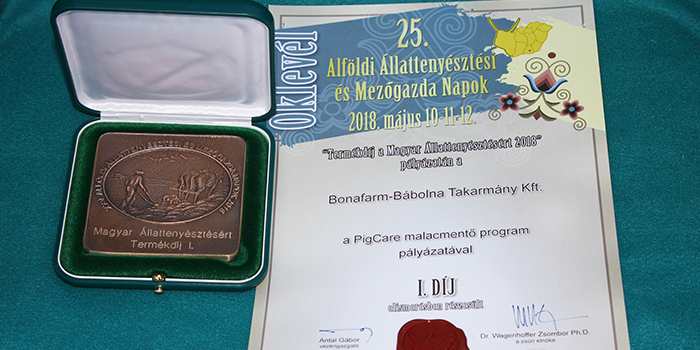 Magyar Állattenyésztésért
Termékdíj I.
Oklevél
25.
Alföldi Állattenyésztési
és Mezőgazda Napok
2018. május 10-11-12.
"Termékdíj a Magyar Állattenyésztésért 2018"
pályázatán a
Bonafarm-Bábolna Takarmány Kft.
a PigCare malacmentő program
pályázatával
I. DÍJ
elismerésben részesült
Antal Gábor
vezérigazgató
Dr. Wagenhoffer Zsombor Ph.D.
a zsűri elnöke